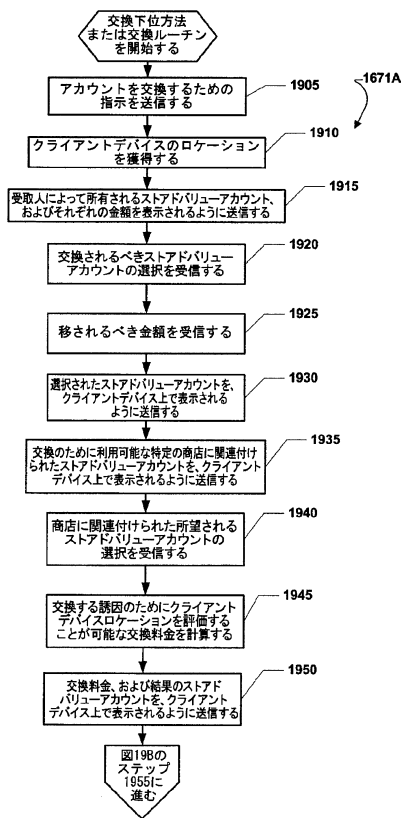 交換下位方法
または交換ルーチン
を開始する
アカウントを交換するための
指示を送信する
1905
1671A
クライアントデバイスのロケーション
を獲得する
1910
受取人によって所有されるストアドバリューアカウント、
およびそれぞれの金額を表示されるように送信する
1915
交換されるべきストアドバリュー
アカウントの選択を受信する
1920
移されるべき金額を受信する
1925
選択されたストアドバリューアカウントを、
クライアントデバイス上で表示される
ように送信する
1930
交換のために利用可能な特定の商店に関連付け
られたストアドバリューアカウントを、クライアント
デバイス上で表示されるように送信する
1935
商店に関連付けられた所望される
ストアドバリューアカウントの
選択を受信する
1940
交換する誘因のためにクライアント
デバイスロケーションを評価する
ことが可能な交換料金を計算する
1945
交換料金、および結果のストアド
バリューアカウントを、クライアント
デバイス上で表示されるように送信する
1950
図19Bの
ステップ
1955に
進む